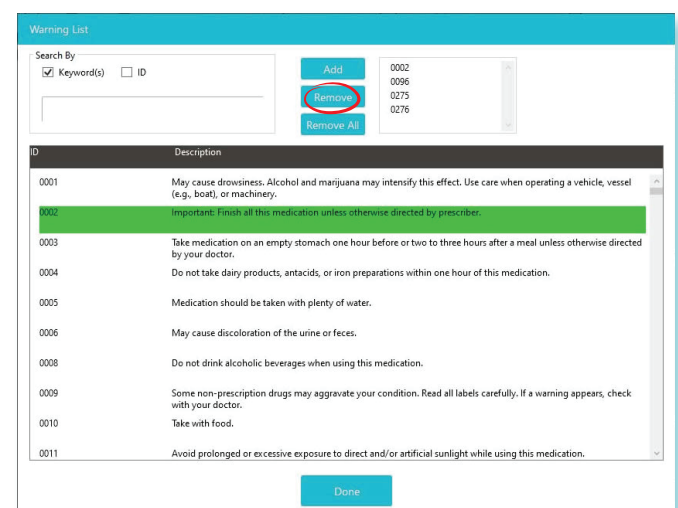 Warning List
Search By
Keyword(s) ID
Add
Remove
Remove All
0002
0096
0275
0276
ID Description
0001 May cause drowsiness. Alcohol and marijuana may intensify this effect. Use care when operating a vehicle, vessel
(e.g., boat), or machinery.
0002 Important: Finish all this medication unless otherwise directed by prescriber.
0003 Take medication on an empty stomach one hour before or two to three hours after a meal unless otherwise directed
by your doctor.
0004 Do not take dairy products, antacids, or iron preparations within one hour of this medication.
0005 Medication should be taken with plenty of water.
0006 May cause discoloration of the urine or feces.
0008 Do not drink alcoholic beverages when using this medication.
0009 Some non-prescription drugs may aggravate your condition. Read all labels carefully. If a warning appears, check
with your doctor.
0010 Take with food.
0011 Avoid prolonged or excessive exposure to direct and/or artificial sunlight while using this medication.
Done